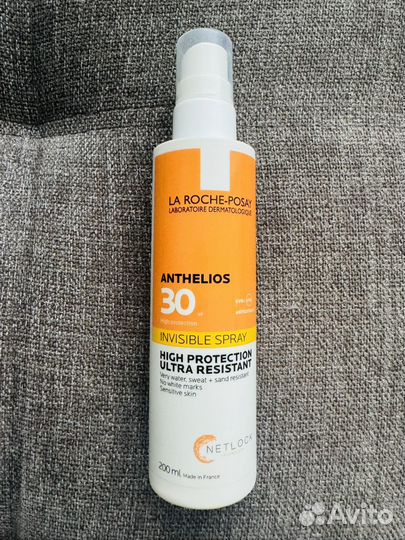 LA ROCHE-POSAY
LABORATOIRE DERMATOLOGIQUE
ANTHELIOS
30
High protection
INVISIBLE SPRAY
HIGH PROTECTION
ULTRA RESISTANT
Very water, sweat + sand resistant
No white marks
Sensitive skin
NETLOCK
200 ml Made in France
Avito